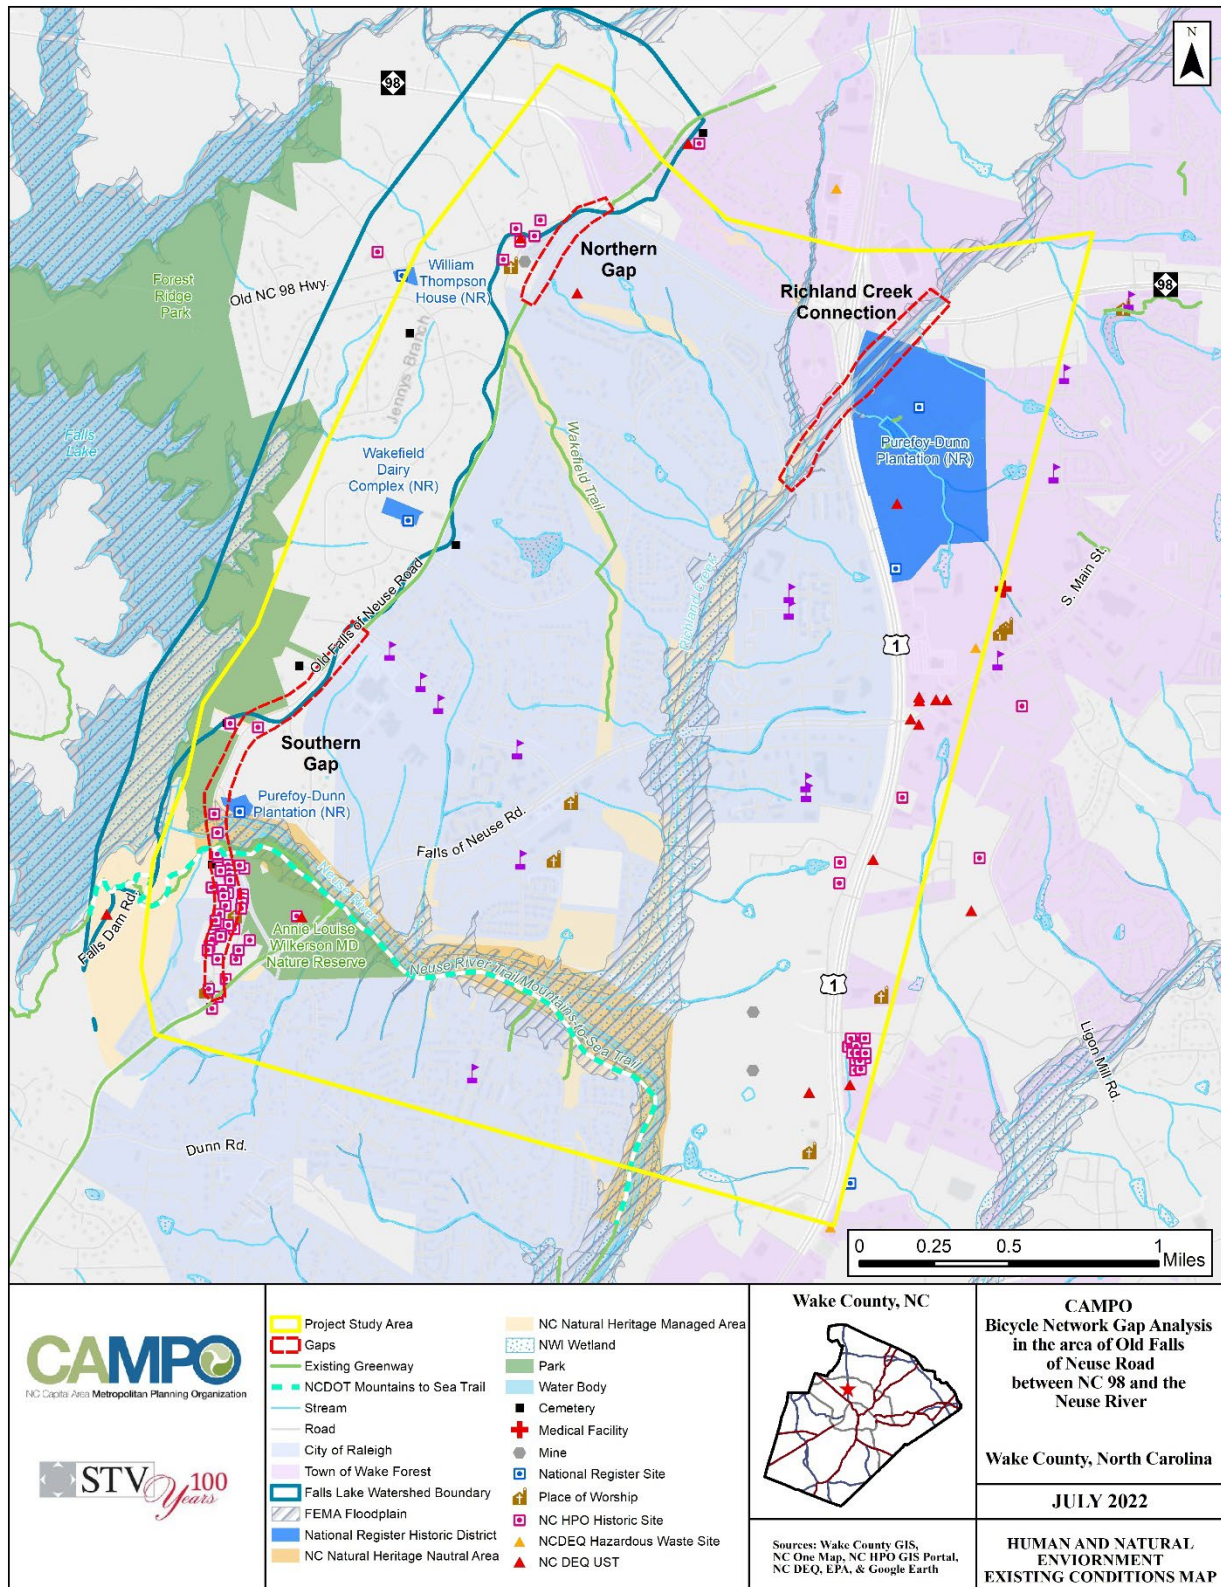 N
98
Northern
Gap
William
Thompson
House (NR)
Richland Creek
Connection
98
Forest
Ridge
Park
Old NC 98 Hwy.
Jennys Branch
Falls
Lake
Wakefield Trail
Wakefield
Dairy
Complex (NR)
Purefoy-Dunn
Plantation (NR)
Old Falls of Neuse Road
Richland Creek
S. Main St.
1
Southern
Gap
Purefoy-Dunn
Plantation (NR)
Falls of Neuse Rd.
Neuse River
Falls Dam Rd.
Annie Louise
Wilkerson MD
Nature Reserve
Neuse River Trail/Mountains-to-Sea Trail
1
Ligon Mill Rd.
Dunn Rd.
0 0.25 0.5 1
Miles
CAMPO
NC Capital Area Metropolitan Planning Organization
STV 100
Years
Project Study Area
Gaps
Existing Greenway
NCDOT Mountains to Sea Trail
Stream
Road
City of Raleigh
Town of Wake Forest
Falls Lake Watershed Boundary
FEMA Floodplain
National Register Historic District
NC Natural Heritage Nautral Area
NC Natural Heritage Managed Area
NWI Wetland
Park
Water Body
Cemetery
Medical Facility
Mine
National Register Site
Place of Worship
NC HPO Historic Site
NCDEQ Hazardous Waste Site
NC DEQ UST
Wake County, NC
Sources: Wake County GIS,
NC One Map, NC HPO GIS Portal,
NC DEQ, EPA, & Google Earth
CAMPO
Bicycle Network Gap Analysis
in the area of Old Falls
of Neuse Road
between NC 98 and the
Neuse River
Wake County, North Carolina
JULY 2022
HUMAN AND NATURAL
ENVIORNMENT
EXISTING CONDITIONS MAP